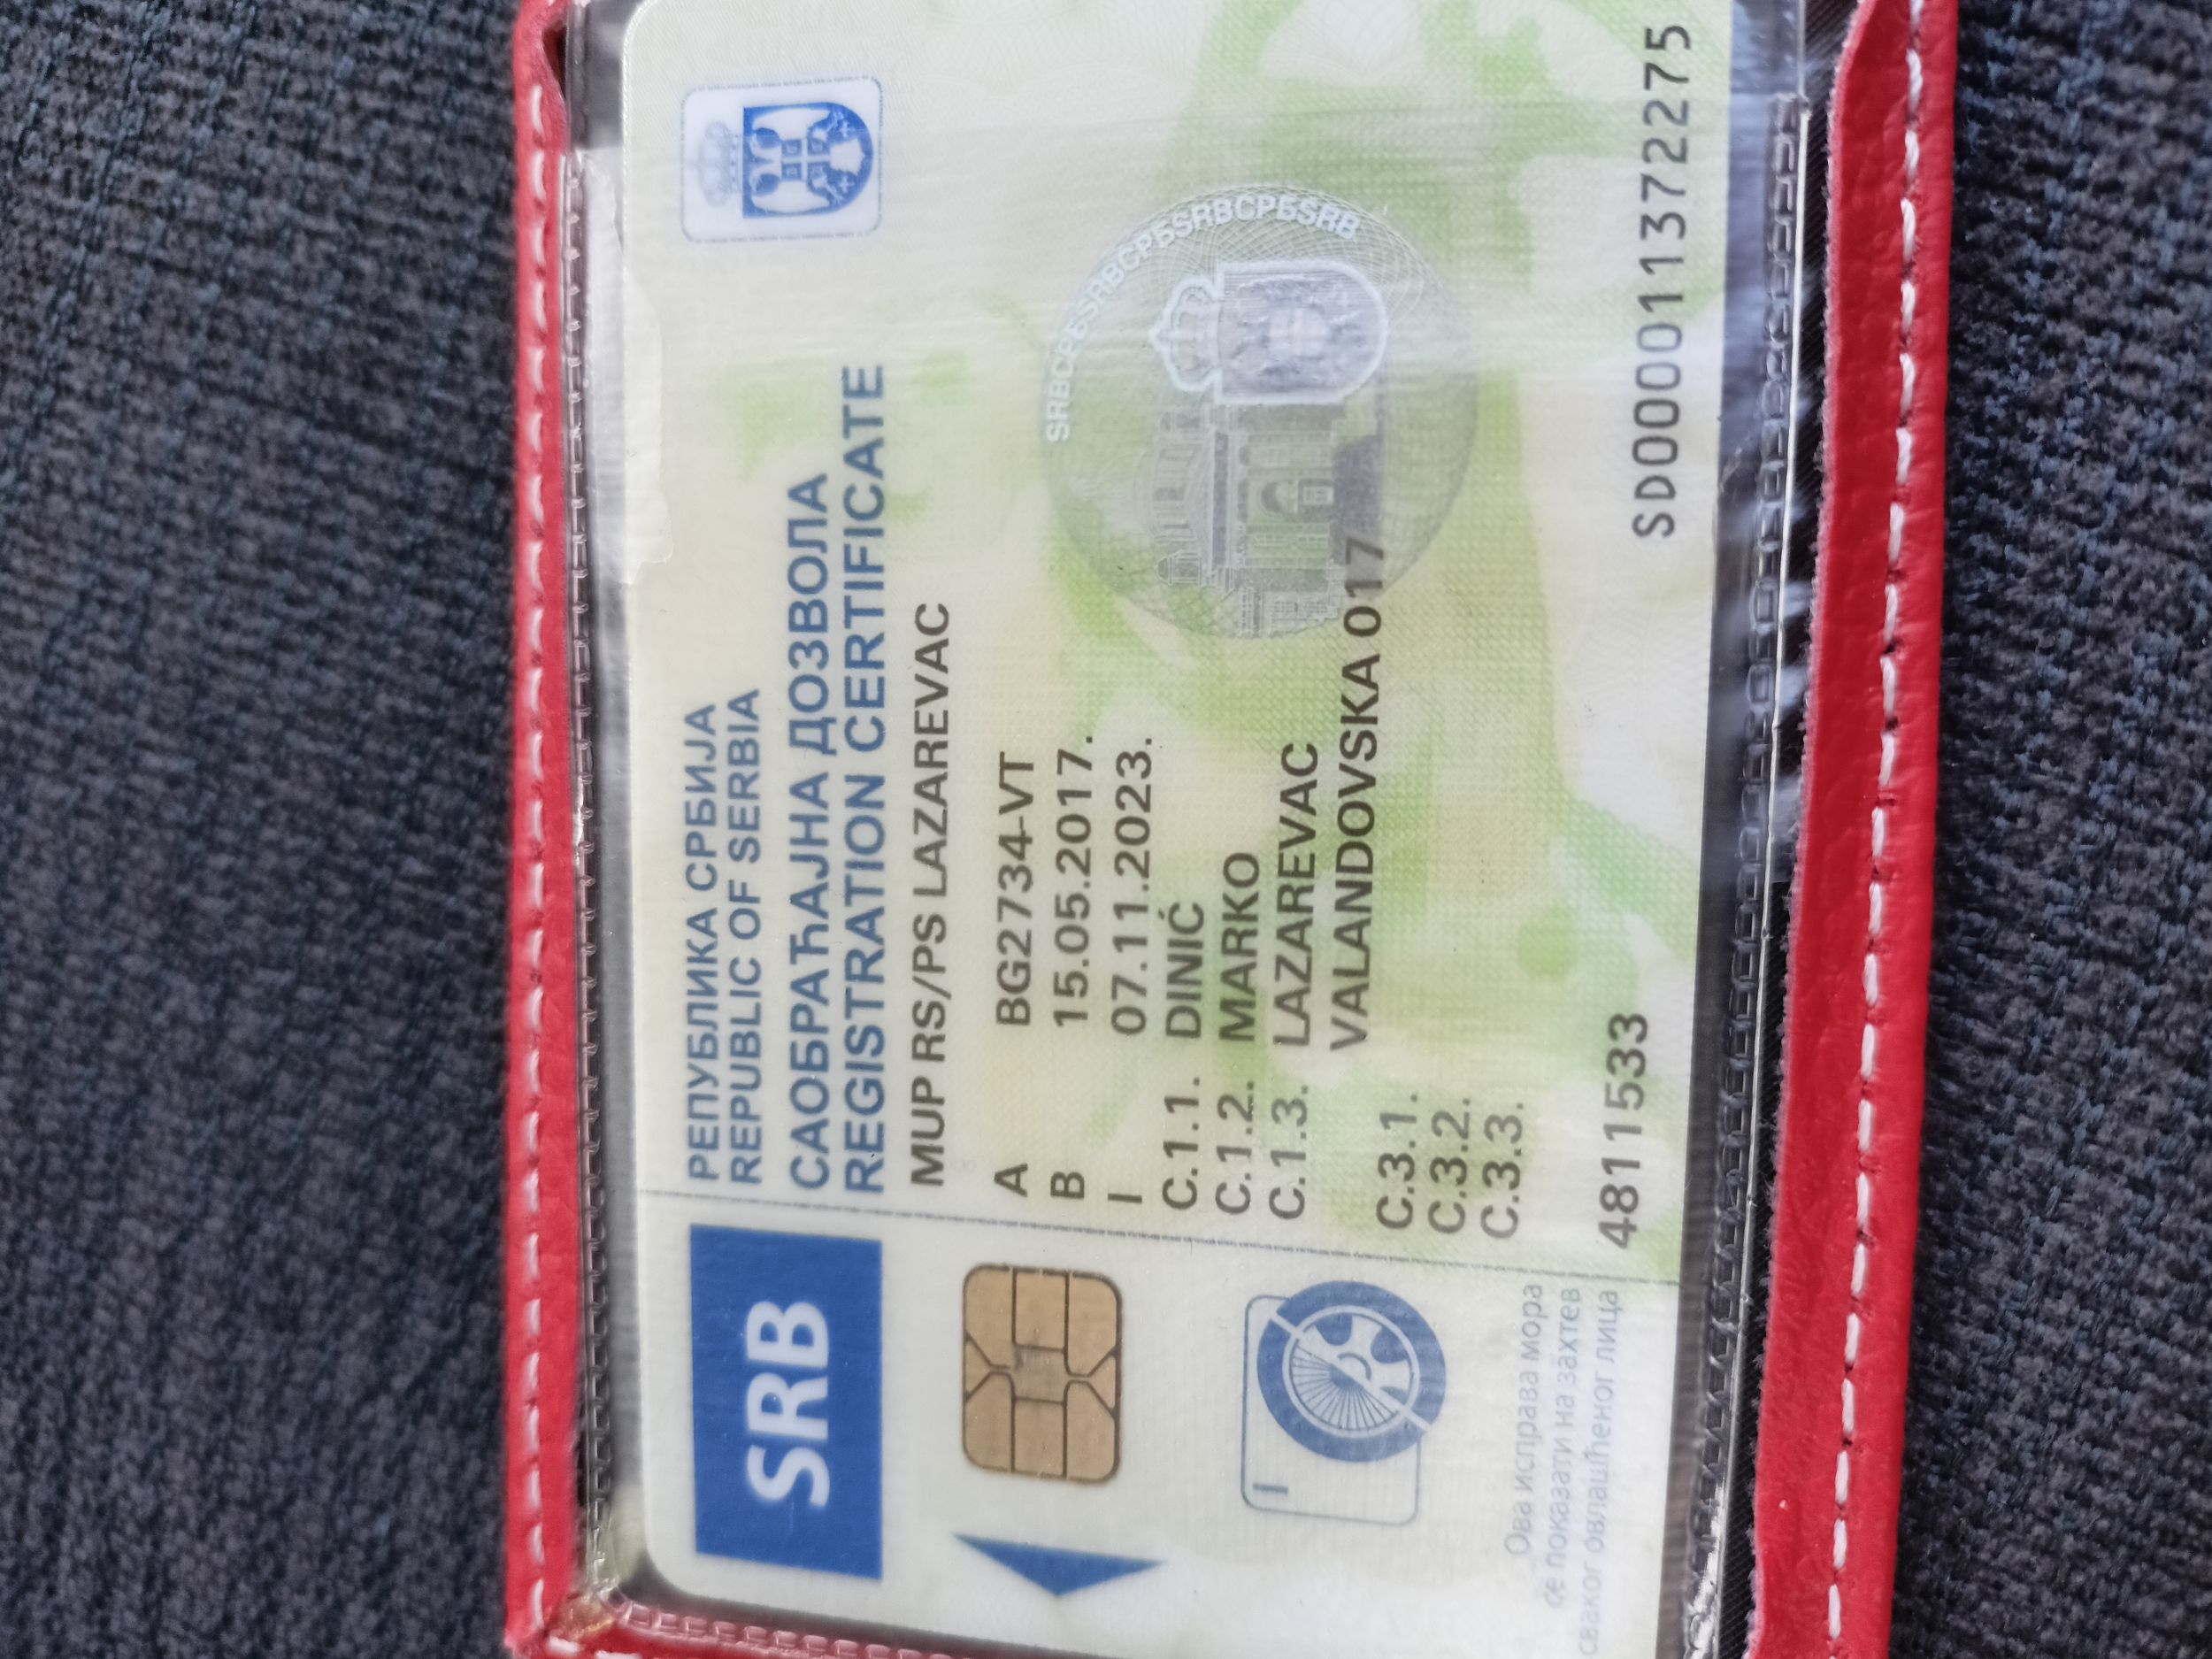 РЕПУБЛИКА СРБИЈА
REPUBLIC OF SERBIA
САОБРАЋАЈНА ДОЗВОЛА
REGISTRATION CERTIFICATE
MUP RS/PS LAZAREVAC
SRB
A BG2734-VT
B 15.05.2017.
I 07.11.2023.
C.1.1. DINIĆ
C.1.2. MARKO
C.1.3. LAZAREVAC
VALANDOVSKA 017
C.3.1.
C.3.2.
C.3.3.
SRBСРБSRBСРБSRBСРБSRB
I
Ова исправа мора
се показати на захтев
сваког овлашћеног лица
4811533
SD00011372275